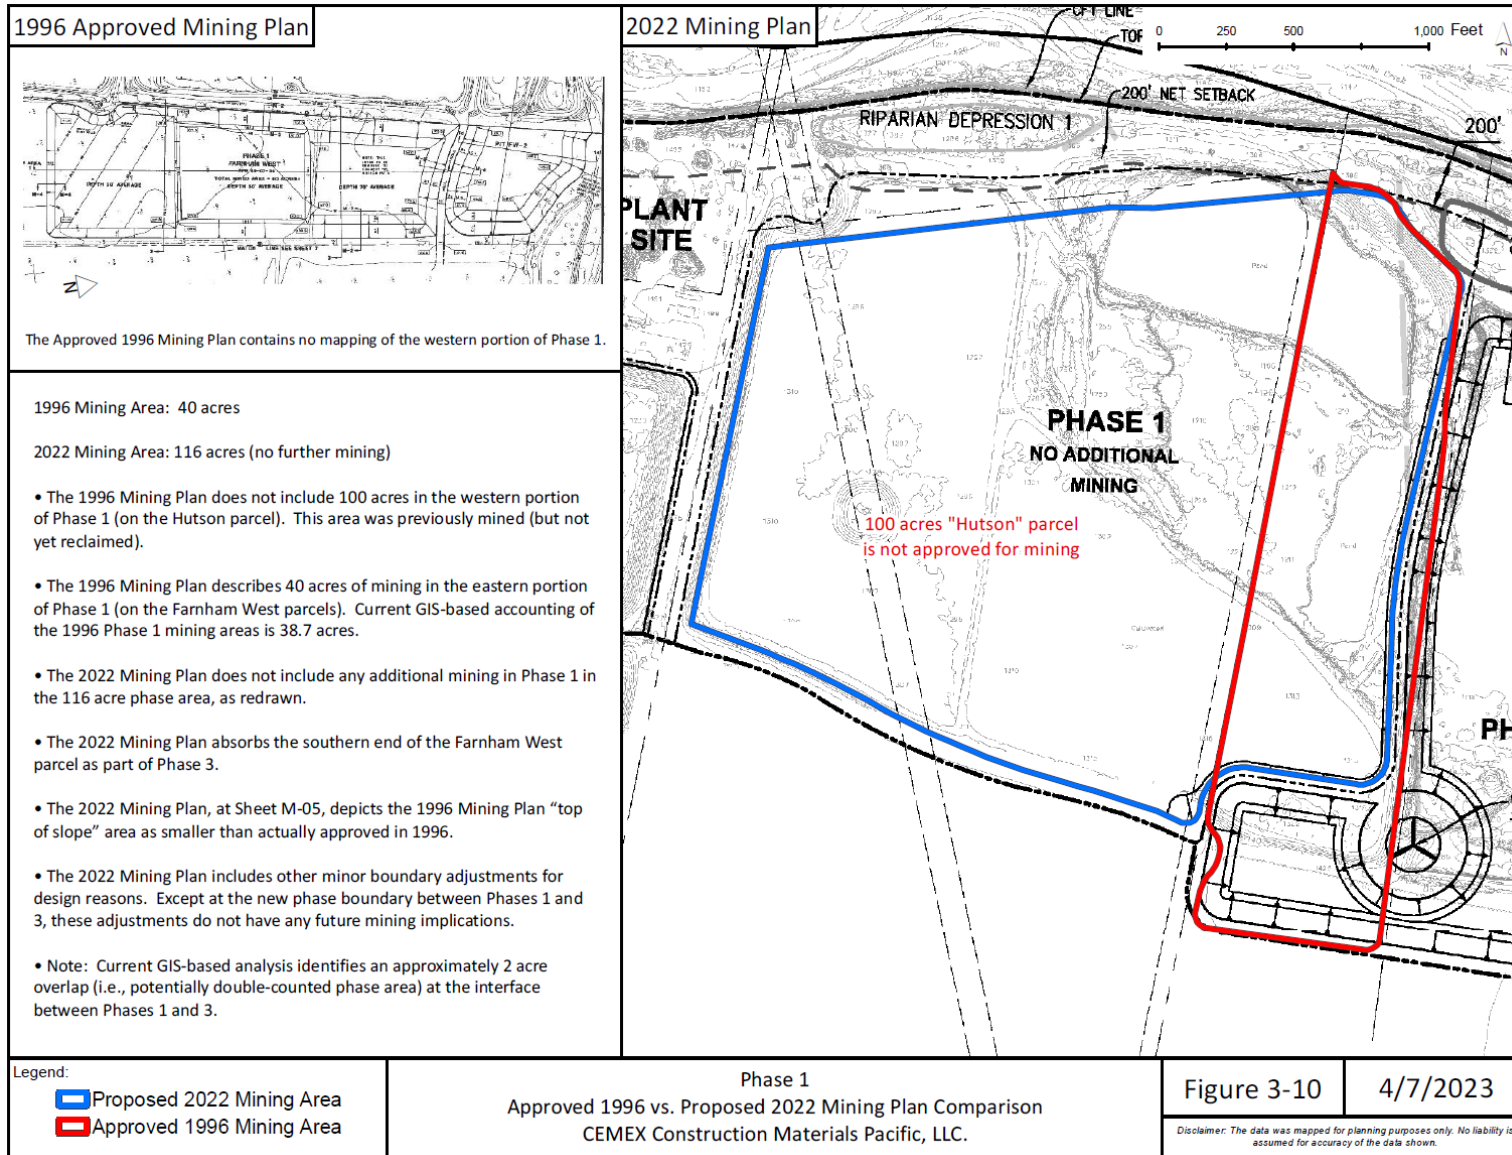 1996 Approved Mining Plan
The Approved 1996 Mining Plan contains no mapping of the western portion of Phase 1.
1996 Mining Area:  40 acres
2022 Mining Area: 116 acres (no further mining)
• The 1996 Mining Plan does not include 100 acres in the western portion
of Phase 1 (on the Hutson parcel).  This area was previously mined (but not
yet reclaimed).
• The 1996 Mining Plan describes 40 acres of mining in the eastern portion
of Phase 1 (on the Farnham West parcels).  Current GIS-based accounting of
the 1996 Phase 1 mining areas is 38.7 acres.
• The 2022 Mining Plan does not include any additional mining in Phase 1 in
the 116 acre phase area, as redrawn.
• The 2022 Mining Plan absorbs the southern end of the Farnham West
parcel as part of Phase 3.
• The 2022 Mining Plan, at Sheet M-05, depicts the 1996 Mining Plan “top
of slope” area as smaller than actually approved in 1996.
• The 2022 Mining Plan includes other minor boundary adjustments for
design reasons.  Except at the new phase boundary between Phases 1 and
3, these adjustments do not have any future mining implications.
• Note:  Current GIS-based analysis identifies an approximately 2 acre
overlap (i.e., potentially double-counted phase area) at the interface
between Phases 1 and 3.
2022 Mining Plan
0 250 500 1,000 Feet
N
200' NET SETBACK
RIPARIAN DEPRESSION 1
200'
PLANT
SITE
PHASE 1
NO ADDITIONAL
MINING
100 acres "Hutson" parcel
is not approved for mining
PH
Legend:
Proposed 2022 Mining Area
Approved 1996 Mining Area
Phase 1
Approved 1996 vs. Proposed 2022 Mining Plan Comparison
CEMEX Construction Materials Pacific, LLC.
Figure 3-10
4/7/2023
Disclaimer: The data was mapped for planning purposes only. No liability is
assumed for accuracy of the data shown.